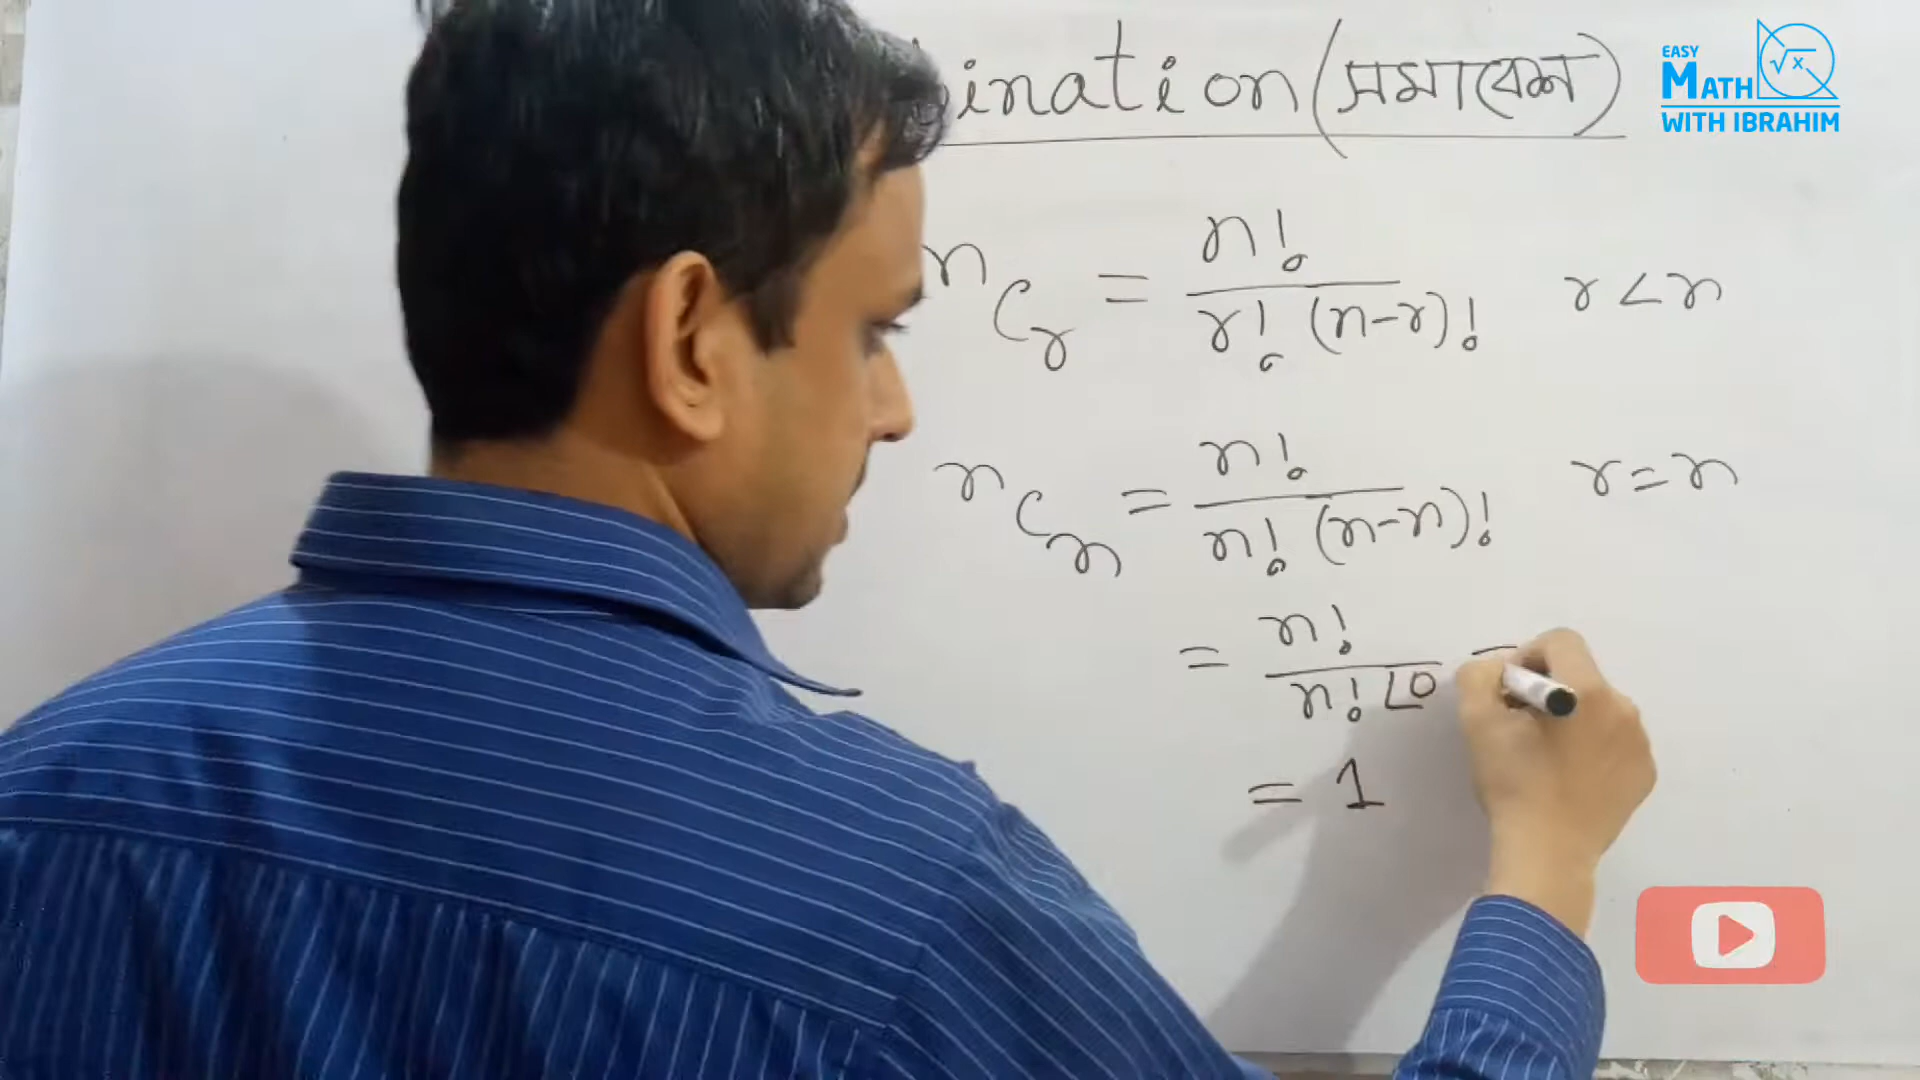 ination (সমাবেশ)
EASY
MATH √x
WITH IBRAHIM
ⁿCᵣ = n! / r! (n-r)! r < n
ⁿCₙ = n! / n! (n-n)! r = n
= n! / n! ∟0 =
= 1